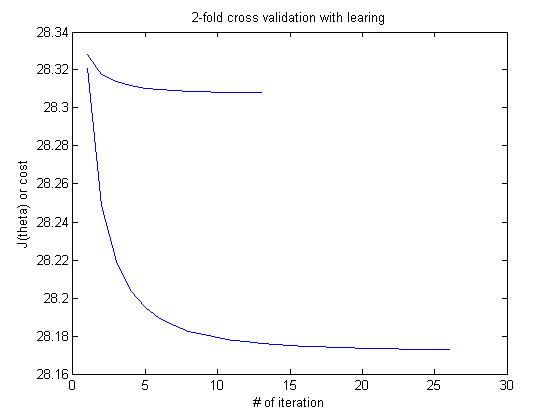 2-fold cross validation with learing
28.34
28.32
28.3
28.28
28.26
28.24
28.22
28.2
28.18
28.16
J(theta) or cost
0 5 10 15 20 25 30
# of iteration